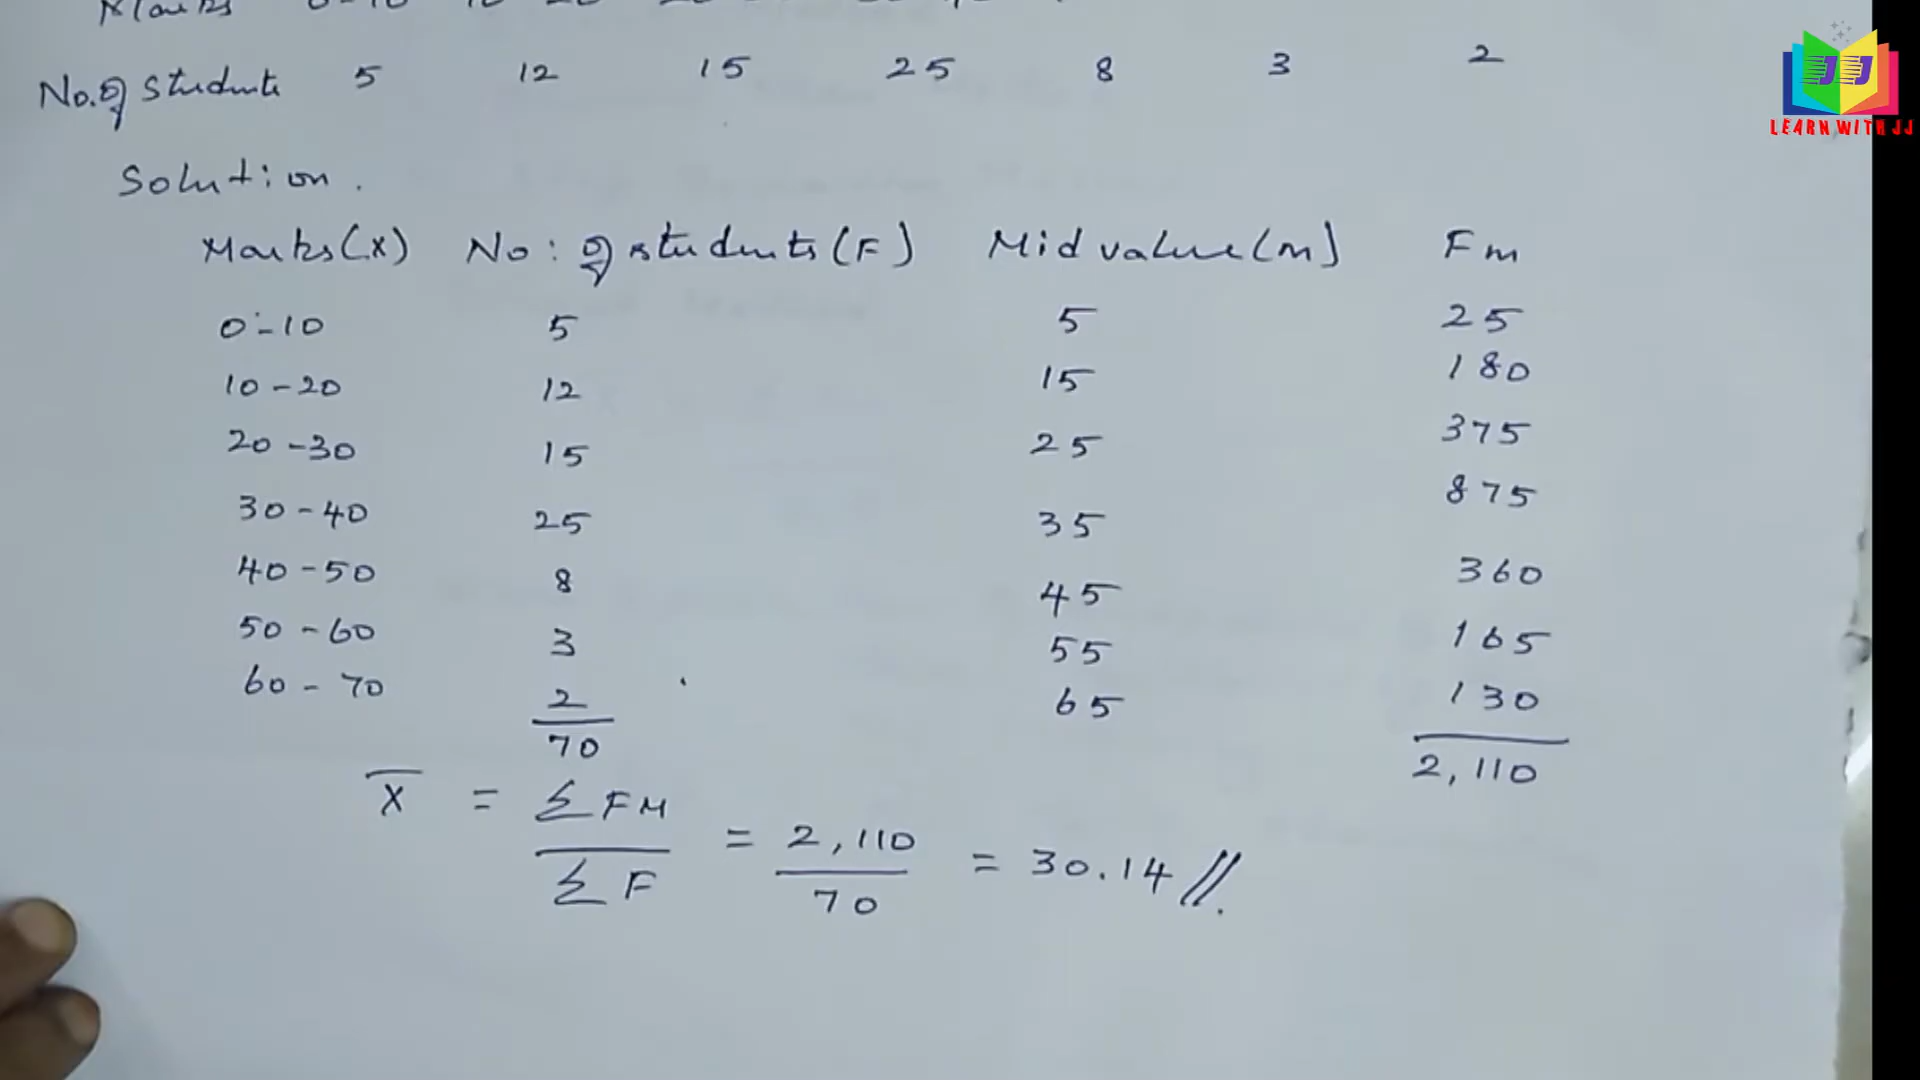 Marks
No. of students 5 12 15 25 8 3 2
Solution.
Marks (X) No: of students (F) Mid value (m) Fm
0-10 5 5 25
10-20 12 15 180
20-30 15 25 375
30-40 25 35 875
40-50 8 45 360
50-60 3 55 165
60-70 2 65 130
70 2,110
X̄ = ΣFM / ΣF = 2,110 / 70 = 30.14 //.
JJ
LEARN WITH JJ